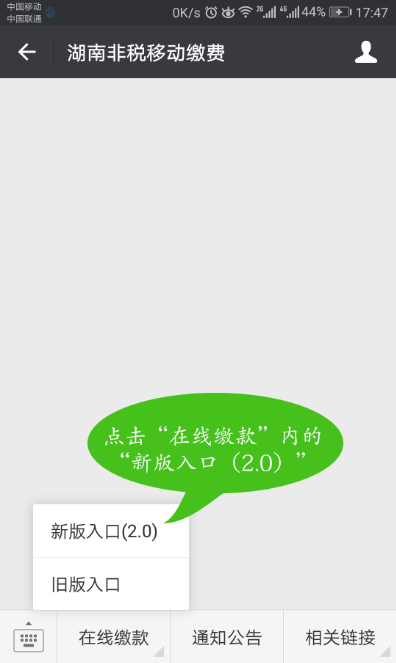 中国移动
中国联通
0K/s 2G 4G 44% 17:47
湖南非税移动缴费
点击“在线缴款”内的
“新版入口（2.0）”
新版入口(2.0)
旧版入口
在线缴款 通知公告 相关链接